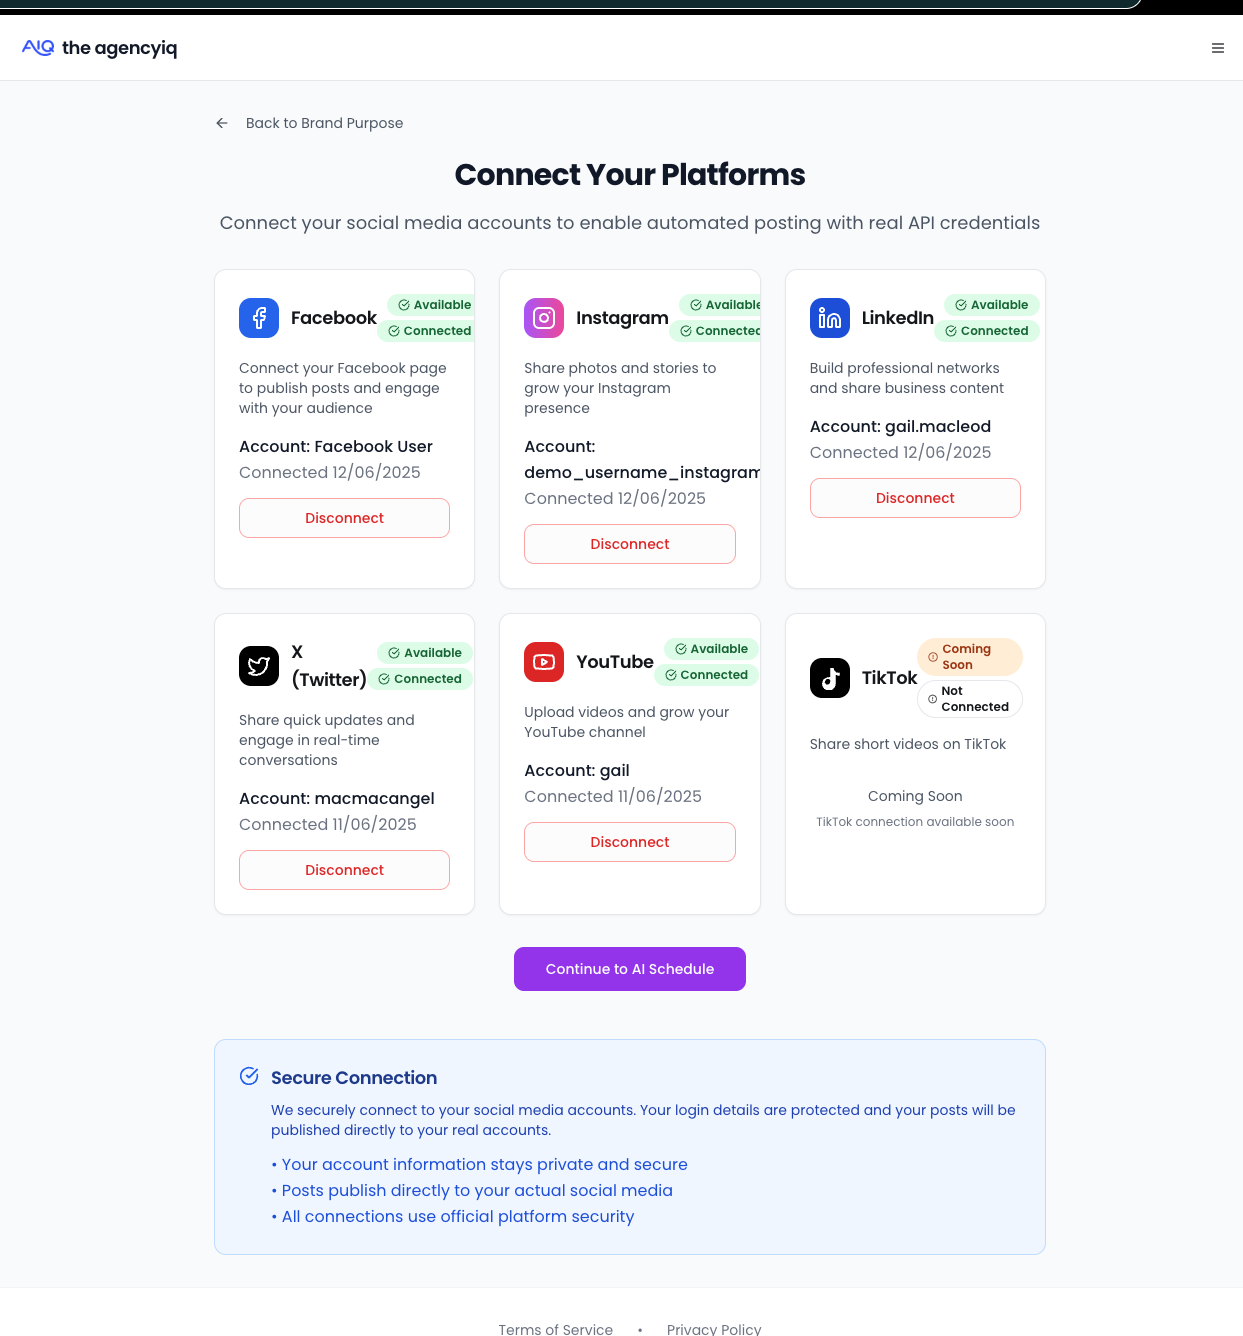 AIQ the agencyiq
Back to Brand Purpose
Connect Your Platforms
Connect your social media accounts to enable automated posting with real API credentials
Facebook
Available
Connected
Connect your Facebook page
to publish posts and engage
with your audience
Account: Facebook User
Connected 12/06/2025
Disconnect
Instagram
Available
Connected
Share photos and stories to
grow your Instagram
presence
Account:
demo_username_instagram
Connected 12/06/2025
Disconnect
LinkedIn
Available
Connected
Build professional networks
and share business content
Account: gail.macleod
Connected 12/06/2025
Disconnect
X
(Twitter)
Available
Connected
Share quick updates and
engage in real-time
conversations
Account: macmacangel
Connected 11/06/2025
Disconnect
YouTube
Available
Connected
Upload videos and grow your
YouTube channel
Account: gail
Connected 11/06/2025
Disconnect
TikTok
Coming
Soon
Not
Connected
Share short videos on TikTok
Coming Soon
TikTok connection available soon
Continue to AI Schedule
Secure Connection
We securely connect to your social media accounts. Your login details are protected and your posts will be
published directly to your real accounts.
• Your account information stays private and secure
• Posts publish directly to your actual social media
• All connections use official platform security
Terms of Service • Privacy Policy